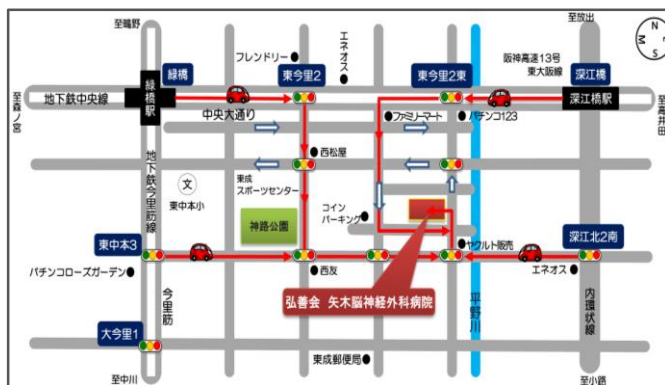 至鴫野
至放出
フレンドリー
エネオス
阪神高速13号
東大阪線
N
S
緑橋
東今里2
東今里2東
深江橋
至森ノ宮
地下鉄中央線
緑橋駅
深江橋駅
至高井田
中央大通り
ファミリーマート
パチンコ123
西松屋
地下鉄今里筋線
文
東中本小
東成
スポーツセンター
神路公園
コイン
パーキング
東中本3
ヤクルト販売
深江北2南
パチンコローズガーデン
西友
エネオス
弘善会 矢木脳神経外科病院
今里筋
平野川
内環状線
大今里1
東成郵便局
至中川
至小路